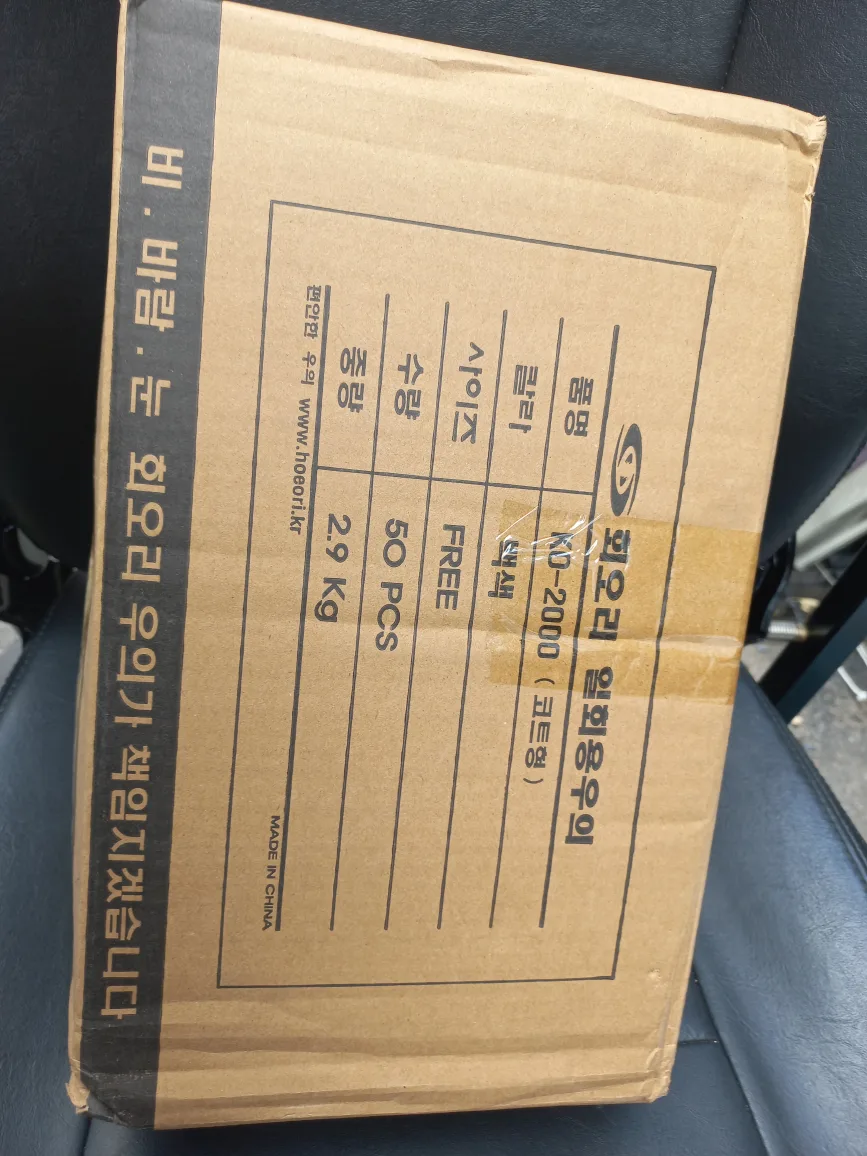 회오리 일회용우의
품명 KO-2000 (코트형)
칼라 백색
사이즈 FREE
수량 50 PCS
중량 2.9 Kg
편안한 우의 www.hoeori.kr MADE IN CHINA
비.바람.눈 회오리 우의가 책임지겠습니다